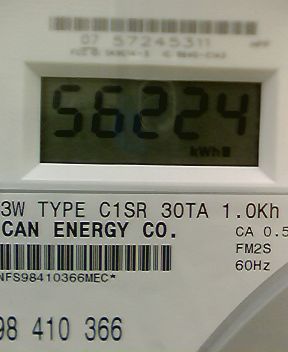 07 57245311
56224
kWh
3W TYPE C1SR 30TA 1.0Kh
CAN ENERGY CO.
CA 0.5
FM2S
60Hz
NFS98410366MEC*
98 410 366